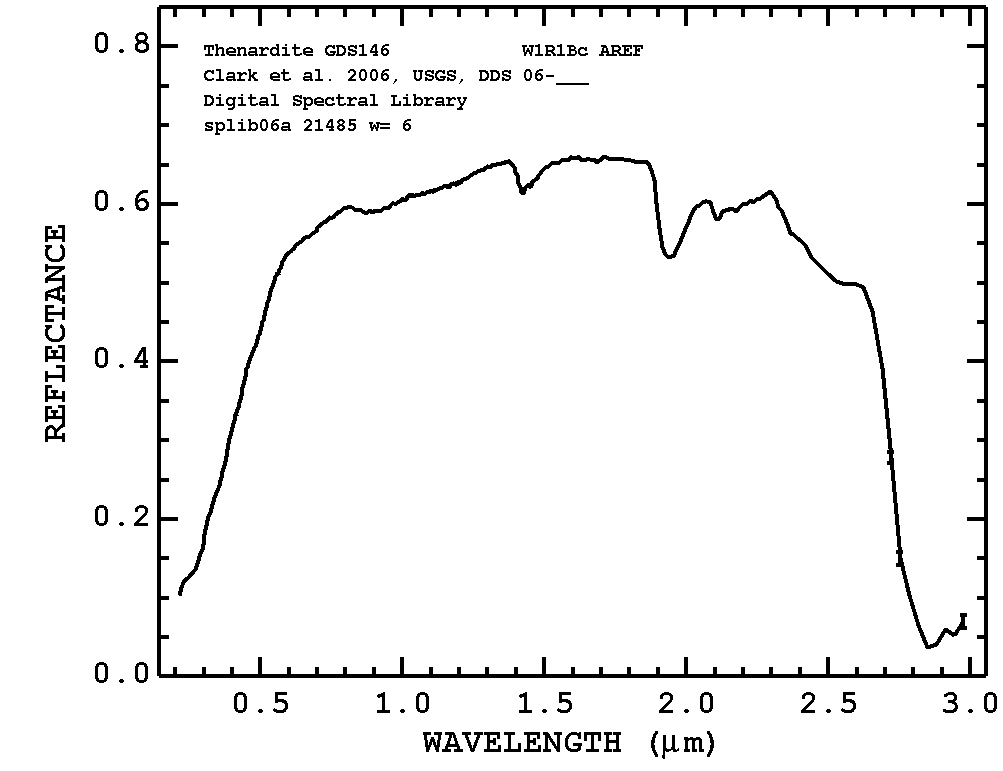 Thenardite GDS146 W1R1Bc AREF
Clark et al. 2006, USGS, DDS 06-___
Digital Spectral Library
splib06a 21485 w= 6
REFLECTANCE
0.8
0.6
0.4
0.2
0.0
0.5 1.0 1.5 2.0 2.5 3.0
WAVELENGTH (μm)